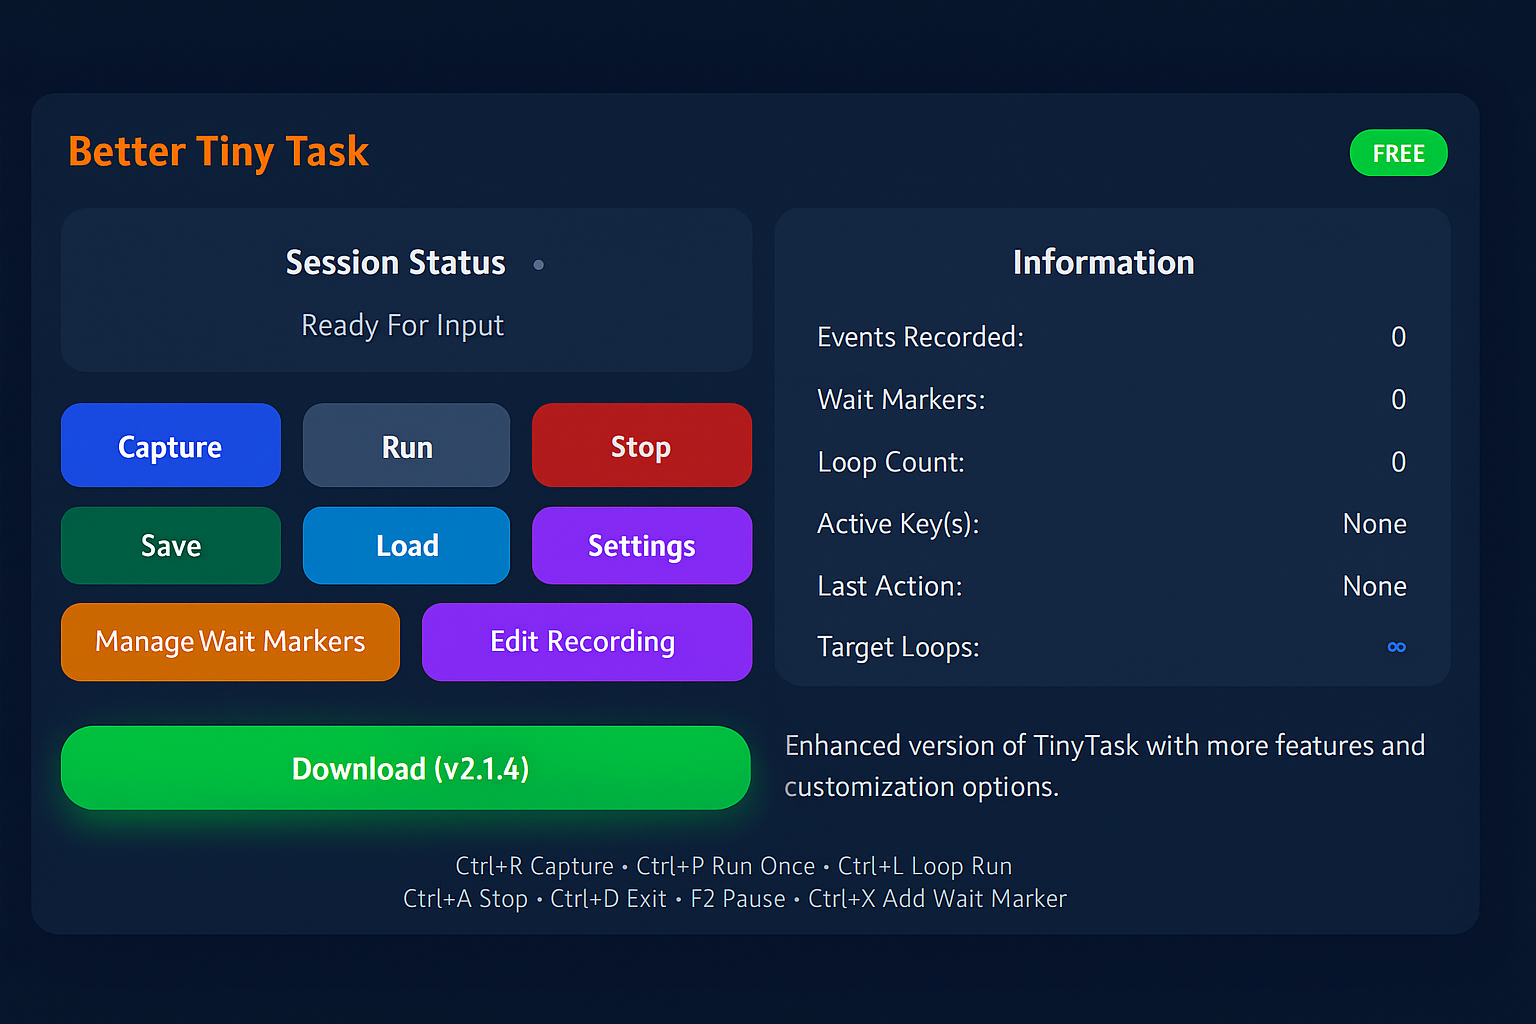 Better Tiny Task
FREE
Session Status
Ready For Input
Capture
Run
Stop
Save
Load
Settings
Manage Wait Markers
Edit Recording
Download (v2.1.4)
Information
Events Recorded: 0
Wait Markers: 0
Loop Count: 0
Active Key(s): None
Last Action: None
Target Loops: ∞
Enhanced version of TinyTask with more features and
customization options.
Ctrl+R Capture • Ctrl+P Run Once • Ctrl+L Loop Run
Ctrl+A Stop • Ctrl+D Exit • F2 Pause • Ctrl+X Add Wait Marker